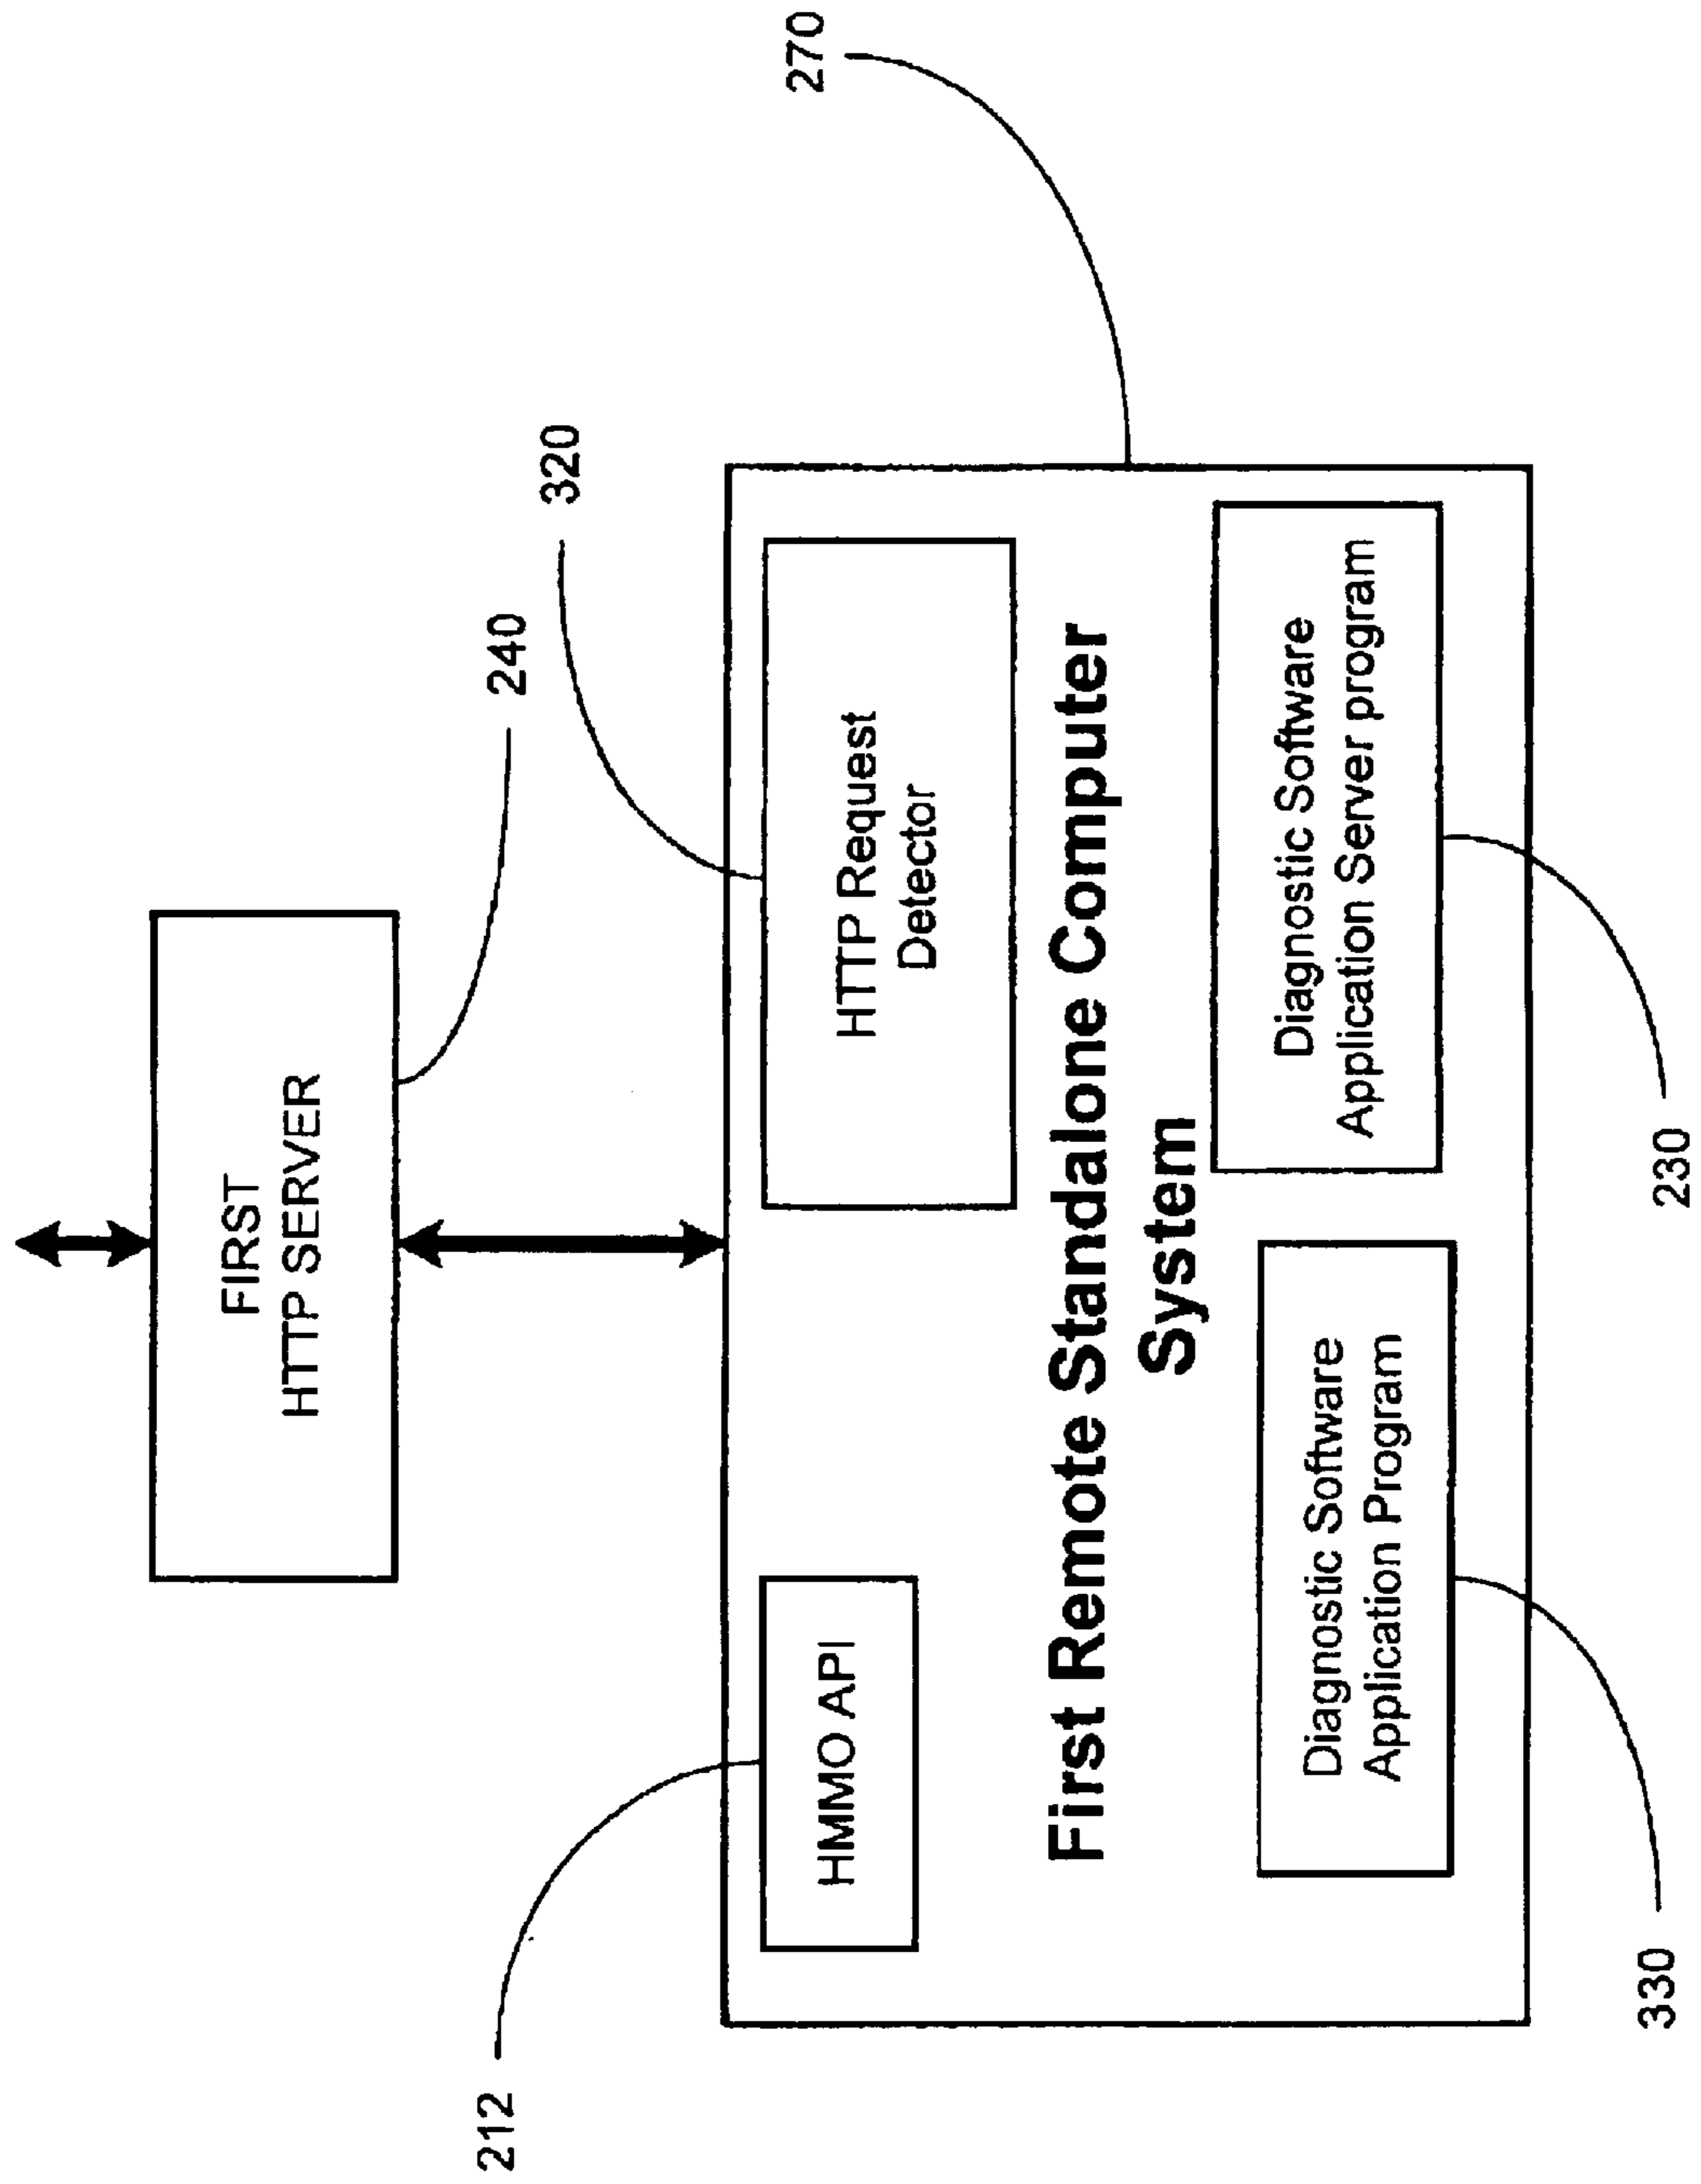 FIRST
HTTP SERVER
240
320
270
212
HMMO API
HTTP Request
Detector
First Remote Standalone Computer
System
Diagnostic Software
Application Program
Diagnostic Software
Application Server program
330
230